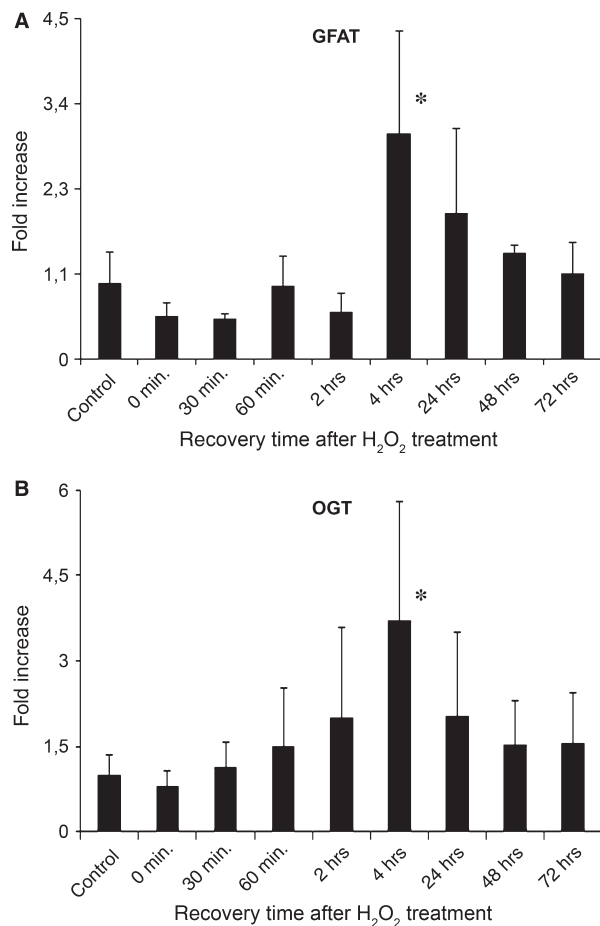 A
GFAT
Fold increase
4,5
3,4
2,3
1,1
0
*
Control
0 min.
30 min.
60 min.
2 hrs
4 hrs
24 hrs
48 hrs
72 hrs
Recovery time after H₂O₂ treatment
B
OGT
Fold increase
6
4,5
3
1,5
0
*
Control
0 min.
30 min.
60 min.
2 hrs
4 hrs
24 hrs
48 hrs
72 hrs
Recovery time after H₂O₂ treatment